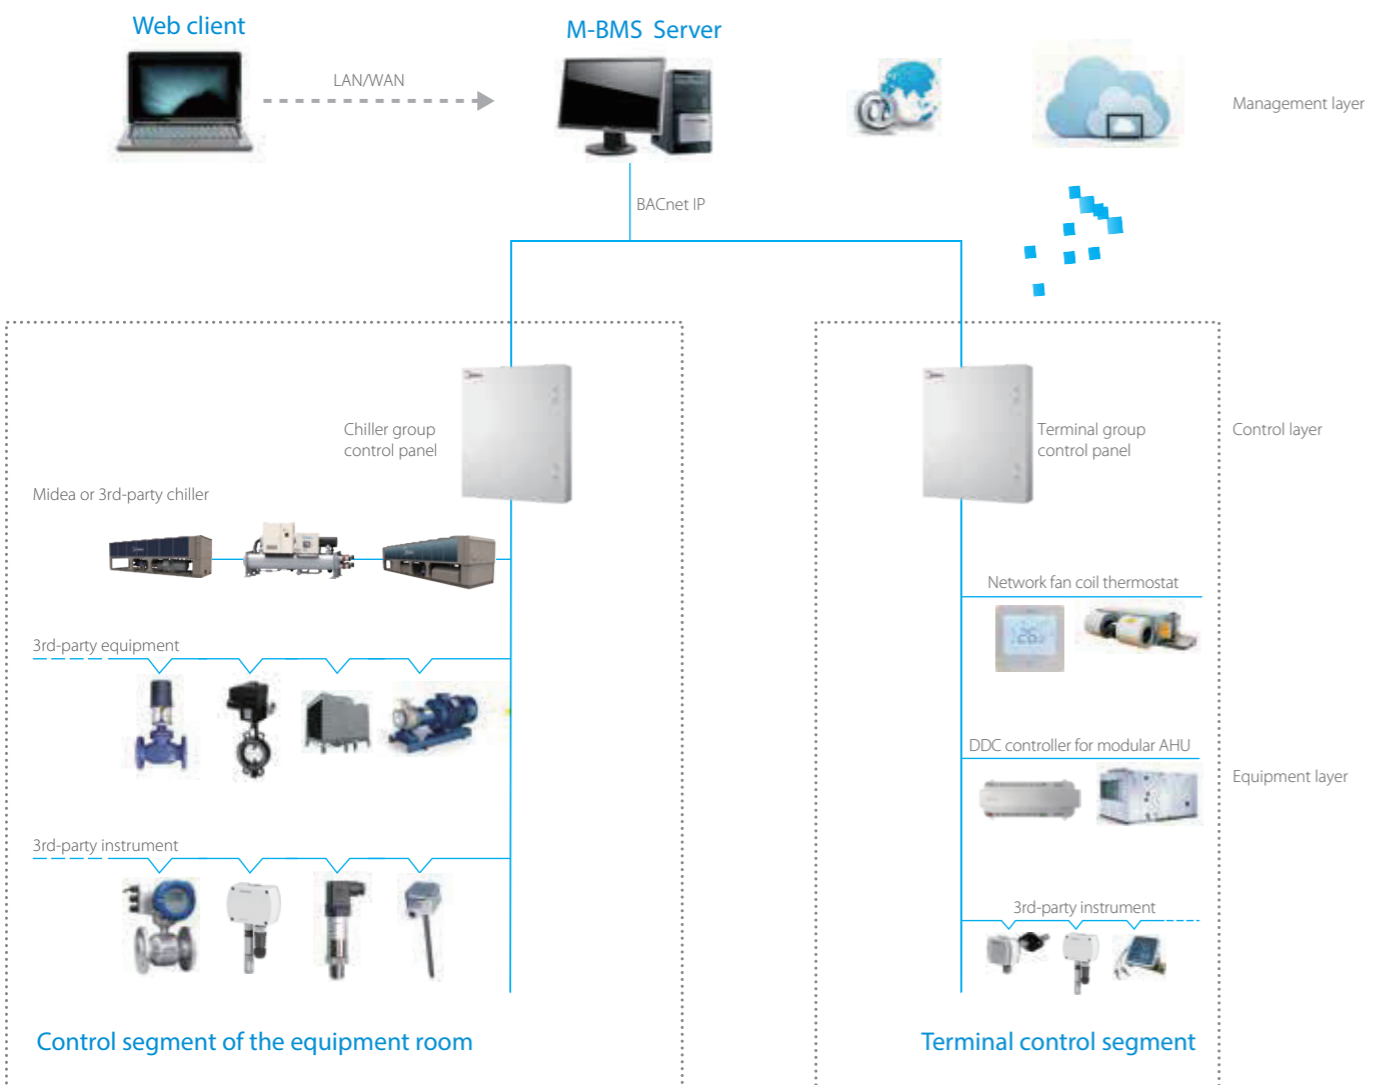 Web client
M-BMS Server
LAN/WAN
Management layer
BACnet IP
Chiller group
control panel
Terminal group
control panel
Control layer
Midea or 3rd-party chiller
Network fan coil thermostat
3rd-party equipment
DDC controller for modular AHU
Equipment layer
3rd-party instrument
3rd-party instrument
Control segment of the equipment room
Terminal control segment